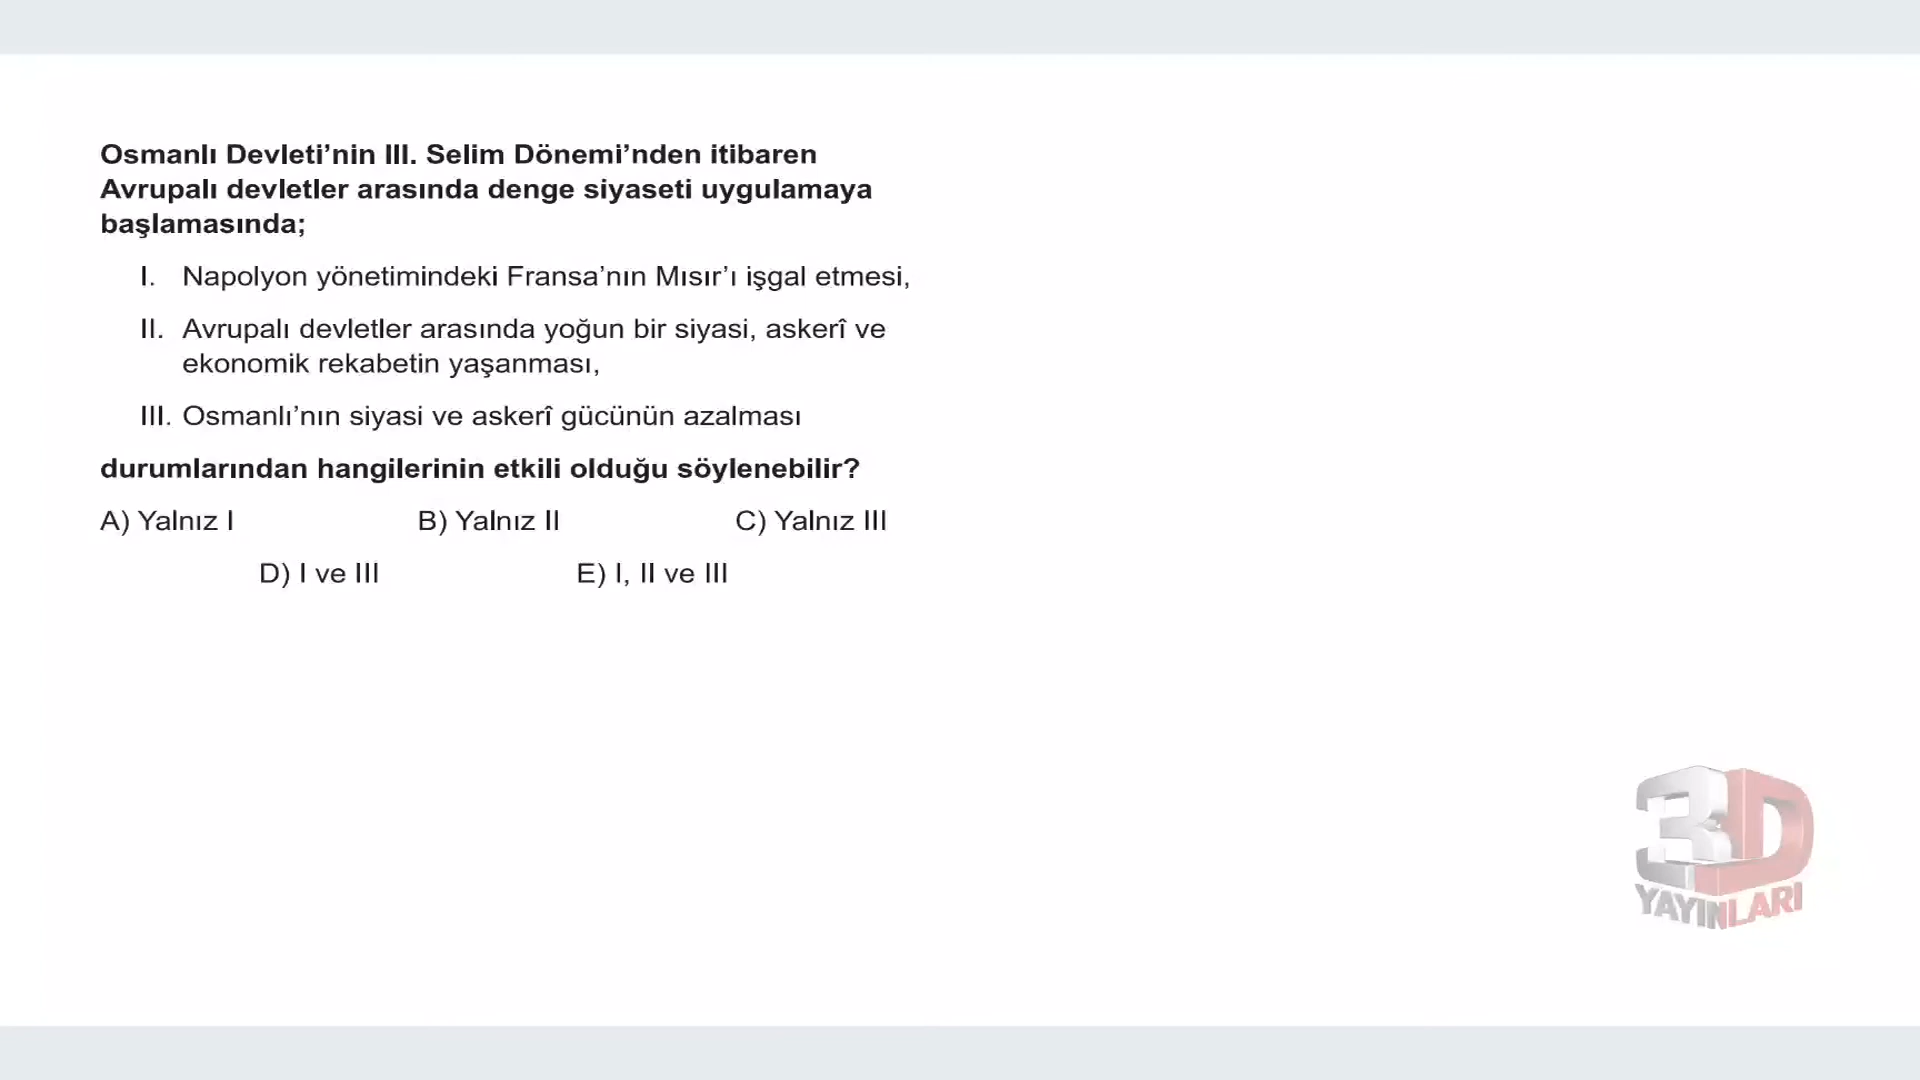 Osmanlı Devleti’nin III. Selim Dönemi’nden itibaren
Avrupalı devletler arasında denge siyaseti uygulamaya
başlamasında;
I. Napolyon yönetimindeki Fransa’nın Mısır’ı işgal etmesi,
II. Avrupalı devletler arasında yoğun bir siyasi, askerî ve
ekonomik rekabetin yaşanması,
III. Osmanlı’nın siyasi ve askerî gücünün azalması
durumlarından hangilerinin etkili olduğu söylenebilir?
A) Yalnız I B) Yalnız II C) Yalnız III
D) I ve III E) I, II ve III
3D
YAYINLARI